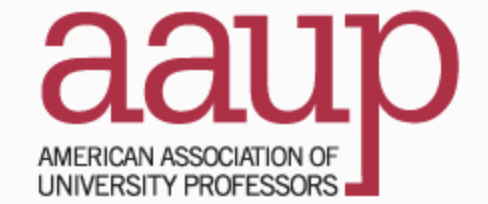 aaup
AMERICAN ASSOCIATION OF
UNIVERSITY PROFESSORS